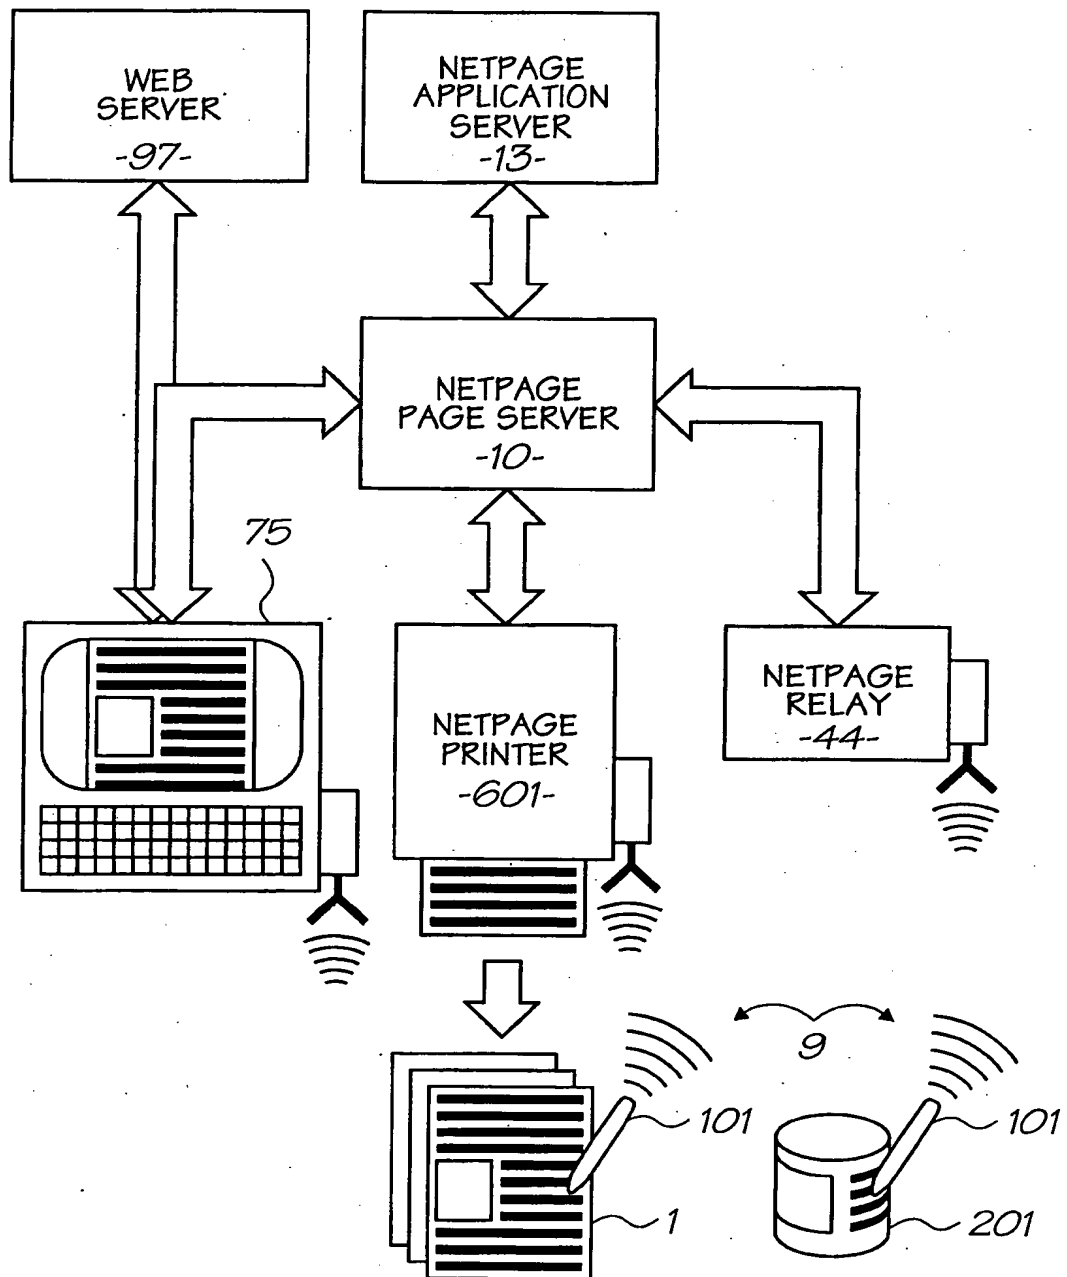 WEB
SERVER
-97-
NETPAGE
APPLICATION
SERVER
-13-
NETPAGE
PAGE SERVER
-10-
75
NETPAGE
PRINTER
-601-
NETPAGE
RELAY
-44-
9
101
101
1
201